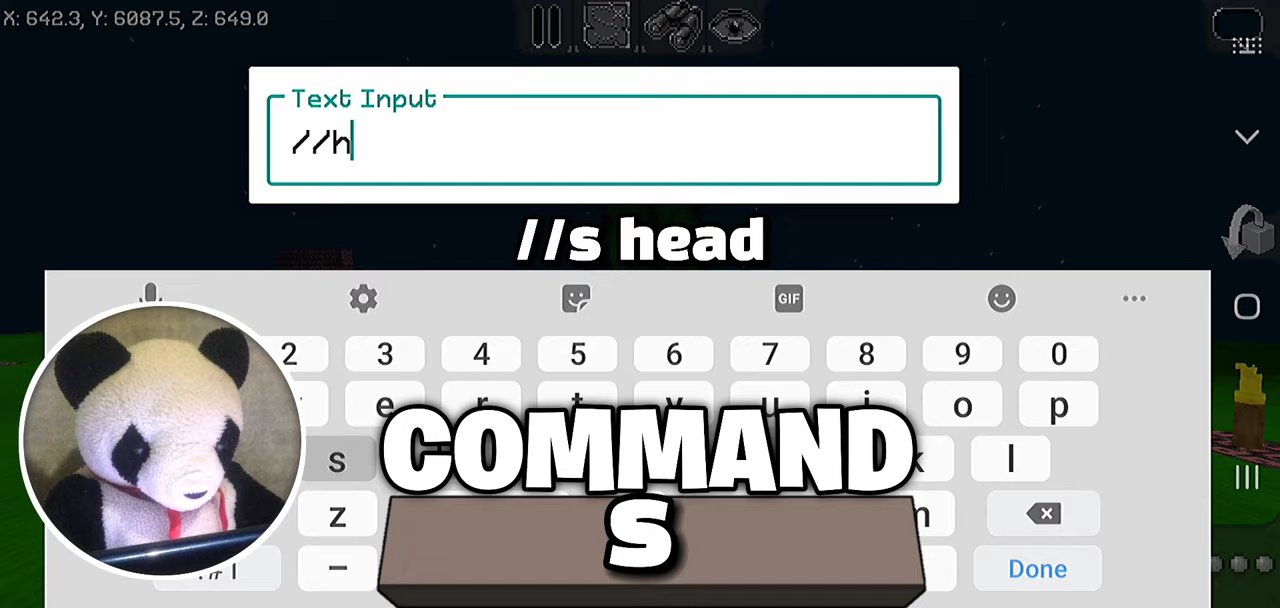 X: 642.3, Y: 6087.5, Z: 649.0
Text Input
//h
//s head
GIF
2 3 4 5 6 7 8 9 0
e r t y u i o p
s k l
COMMAND
S
z
Done